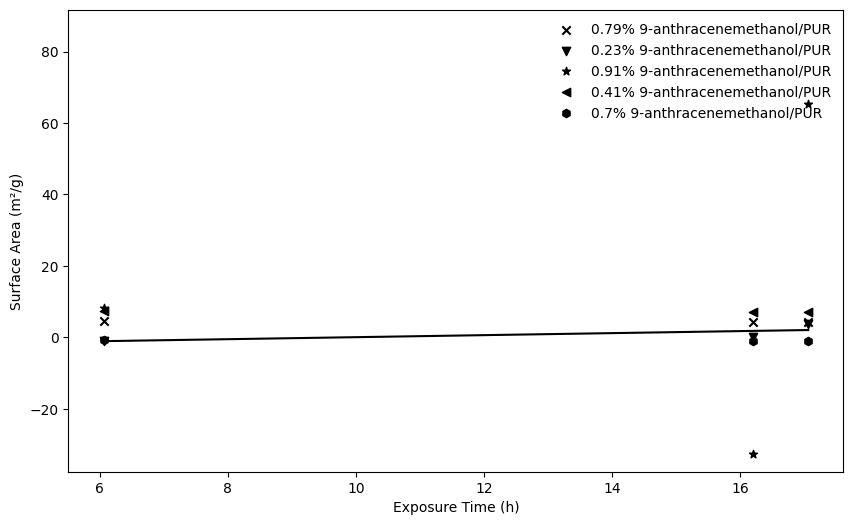 0.79% 9-anthracenemethanol/PUR
0.23% 9-anthracenemethanol/PUR
0.91% 9-anthracenemethanol/PUR
0.41% 9-anthracenemethanol/PUR
0.7% 9-anthracenemethanol/PUR
80
60
40
20
0
−20
Surface Area (m²/g)
6
8
10
12
14
16
Exposure Time (h)